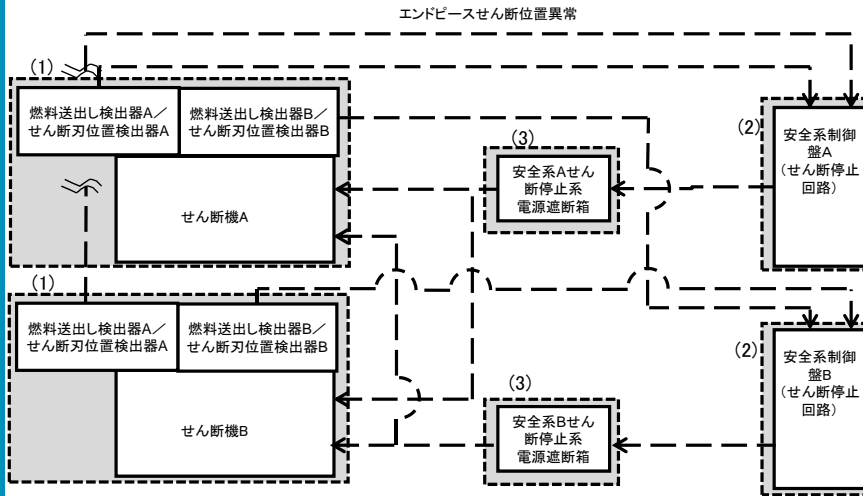 エンドピースせん断位置異常
(1)
燃料送出し検出器A／
せん断刃位置検出器A
燃料送出し検出器B／
せん断刃位置検出器B
せん断機A
(3)
安全系Aせん
断停止系
電源遮断箱
(2)
安全系制御
盤A
(せん断停止
回路)
(1)
燃料送出し検出器A／
せん断刃位置検出器A
燃料送出し検出器B／
せん断刃位置検出器B
せん断機B
(3)
安全系Bせん
断停止系
電源遮断箱
(2)
安全系制御
盤B
(せん断停止
回路)